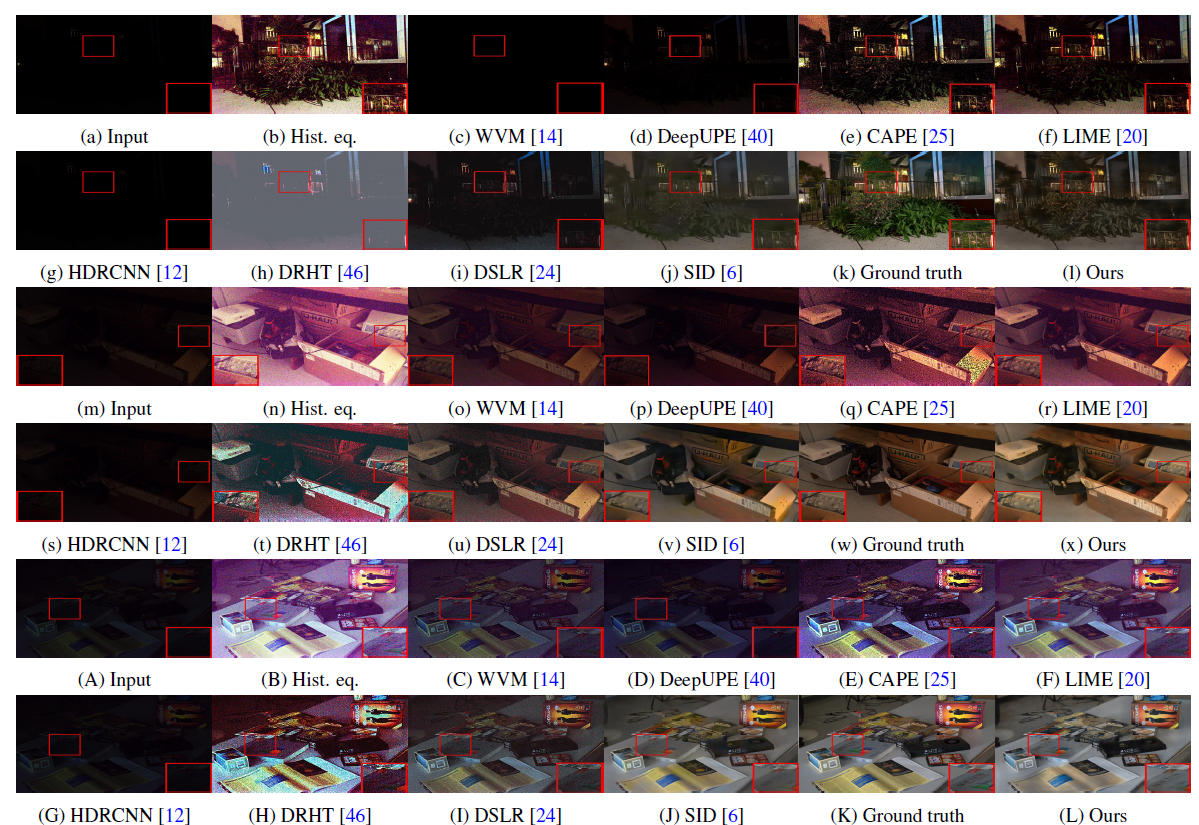 (a) Input (b) Hist. eq. (c) WVM [14] (d) DeepUPE [40] (e) CAPE [25] (f) LIME [20]
(g) HDRCNN [12] (h) DRHT [46] (i) DSLR [24] (j) SID [6] (k) Ground truth (l) Ours
(m) Input (n) Hist. eq. (o) WVM [14] (p) DeepUPE [40] (q) CAPE [25] (r) LIME [20]
(s) HDRCNN [12] (t) DRHT [46] (u) DSLR [24] (v) SID [6] (w) Ground truth (x) Ours
(A) Input (B) Hist. eq. (C) WVM [14] (D) DeepUPE [40] (E) CAPE [25] (F) LIME [20]
(G) HDRCNN [12] (H) DRHT [46] (I) DSLR [24] (J) SID [6] (K) Ground truth (L) Ours